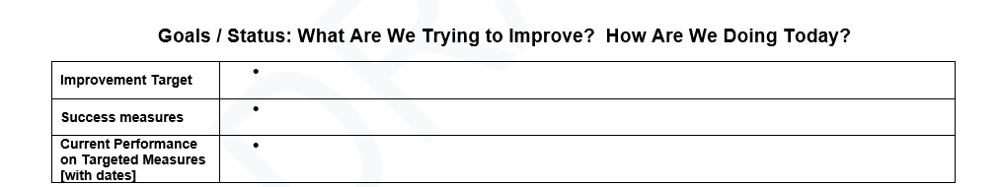 Goals / Status: What Are We Trying to Improve?  How Are We Doing Today?
Improvement Target
•
Success measures
•
Current Performance
on Targeted Measures
[with dates]
•